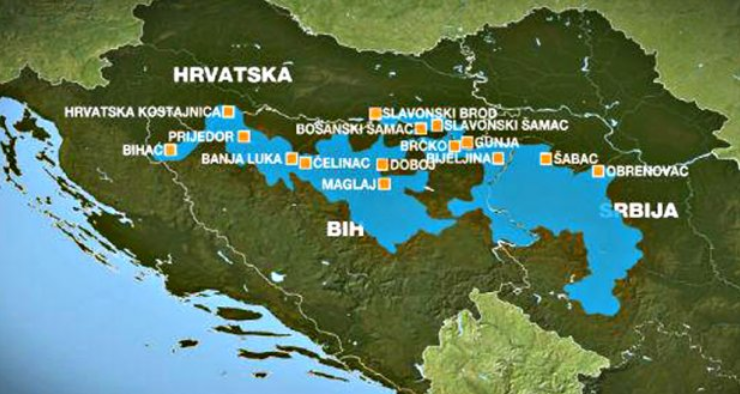 HRVATSKA
HRVATSKA KOSTAJNICA
SLAVONSKI BROD
SLAVONSKI ŠAMAC
BOSANSKI ŠAMAC
PRIJEDOR
GUNJA
BRČKO
BIHAĆ
BANJA LUKA
ČELINAC
DOBOJ
BIJELJINA
ŠABAC
OBRENOVAC
MAGLAJ
SRBIJA
BIH